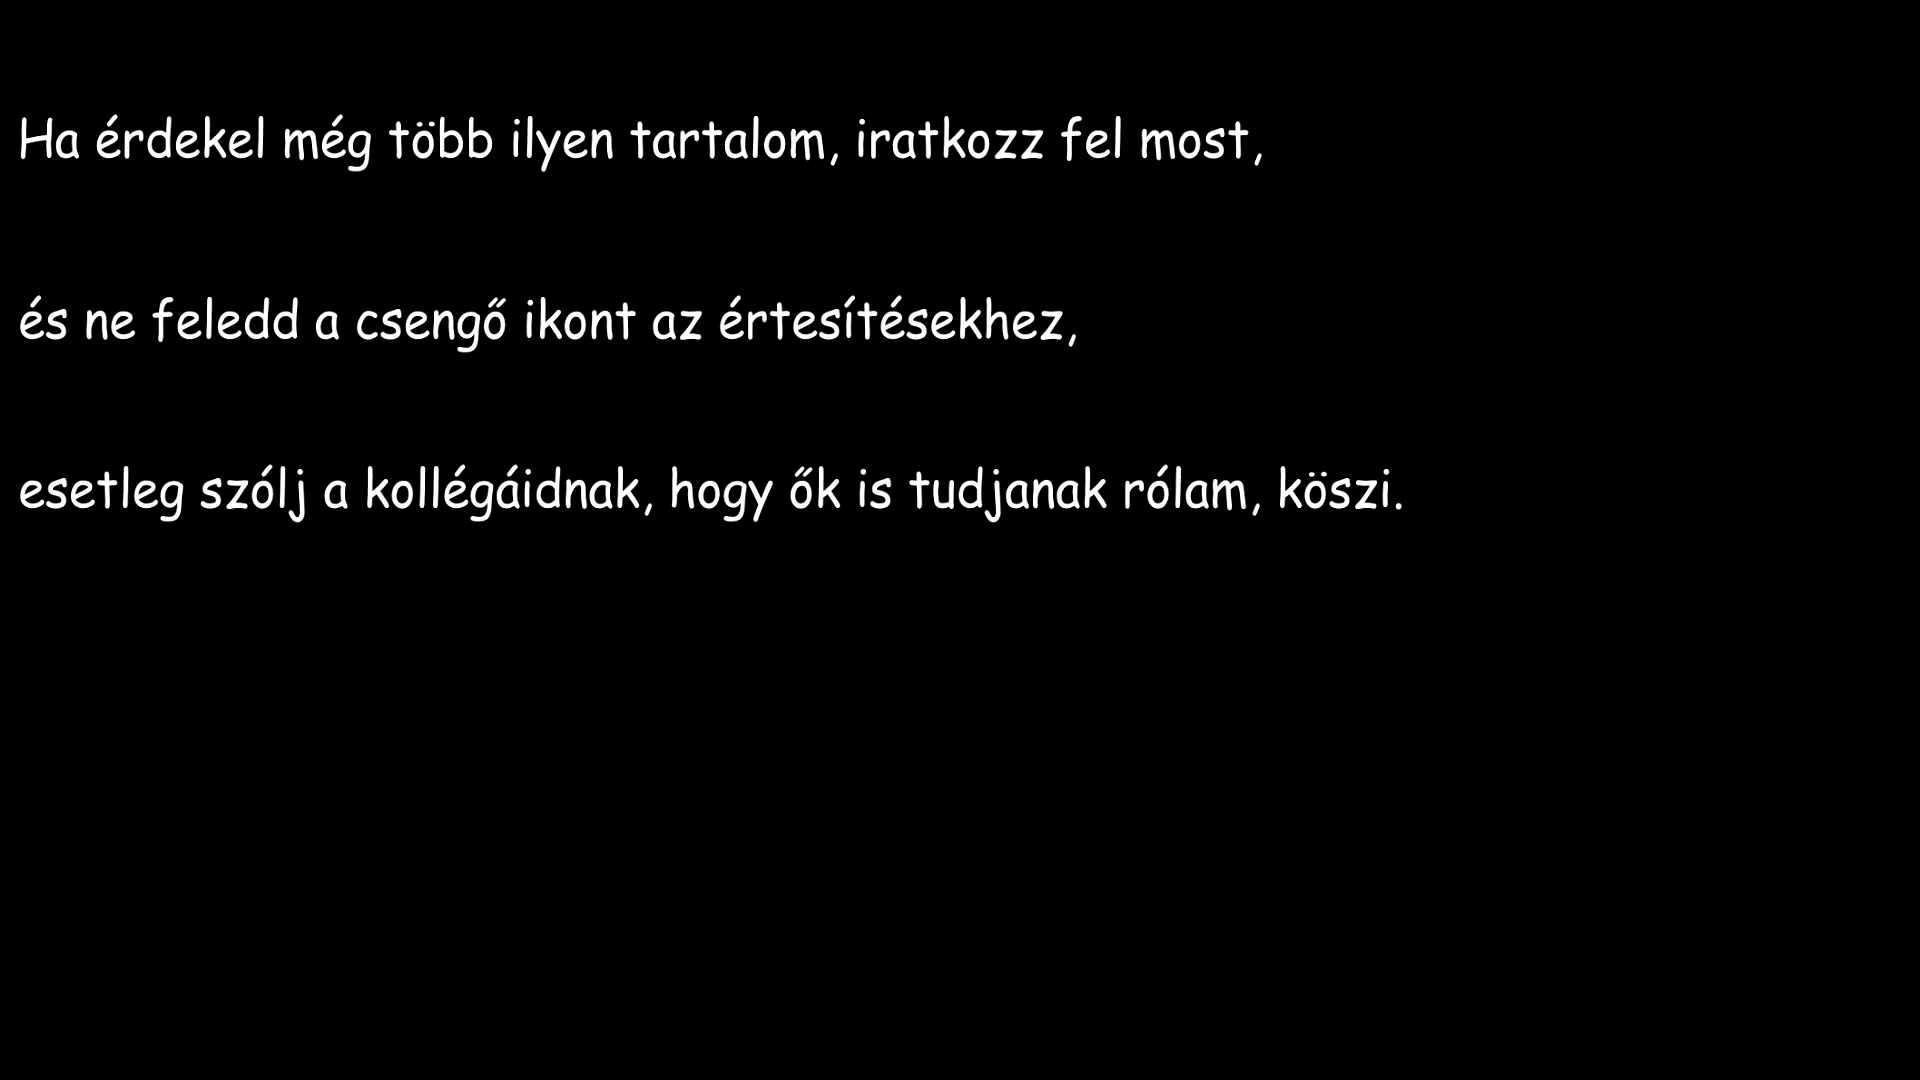 Ha érdekel még több ilyen tartalom, iratkozz fel most,
és ne feledd a csengő ikont az értesítésekhez,
esetleg szólj a kollégáidnak, hogy ők is tudjanak rólam, köszi.